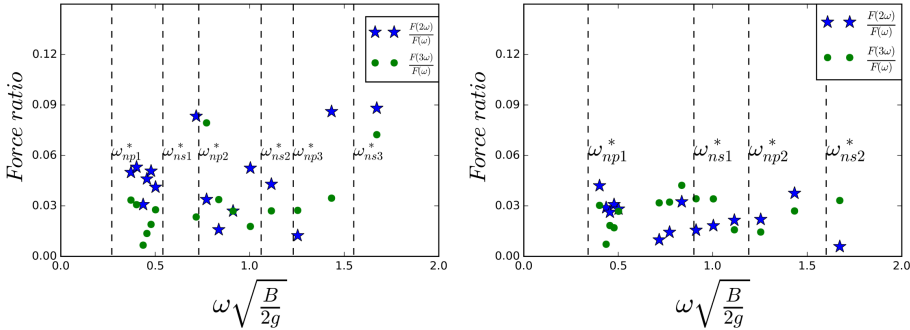 Force ratio
0.12
0.09
0.06
0.03
0.00
0.0
0.5
1.0
1.5
2.0
F(2ω)/F(ω)
F(3ω)/F(ω)
ω*np1
ω*ns1
ω*np2
ω*ns2
ω*np3
ω*ns3
ω√(B/2g)
Force ratio
0.12
0.09
0.06
0.03
0.00
0.0
0.5
1.0
1.5
2.0
F(2ω)/F(ω)
F(3ω)/F(ω)
ω*np1
ω*ns1
ω*np2
ω*ns2
ω√(B/2g)